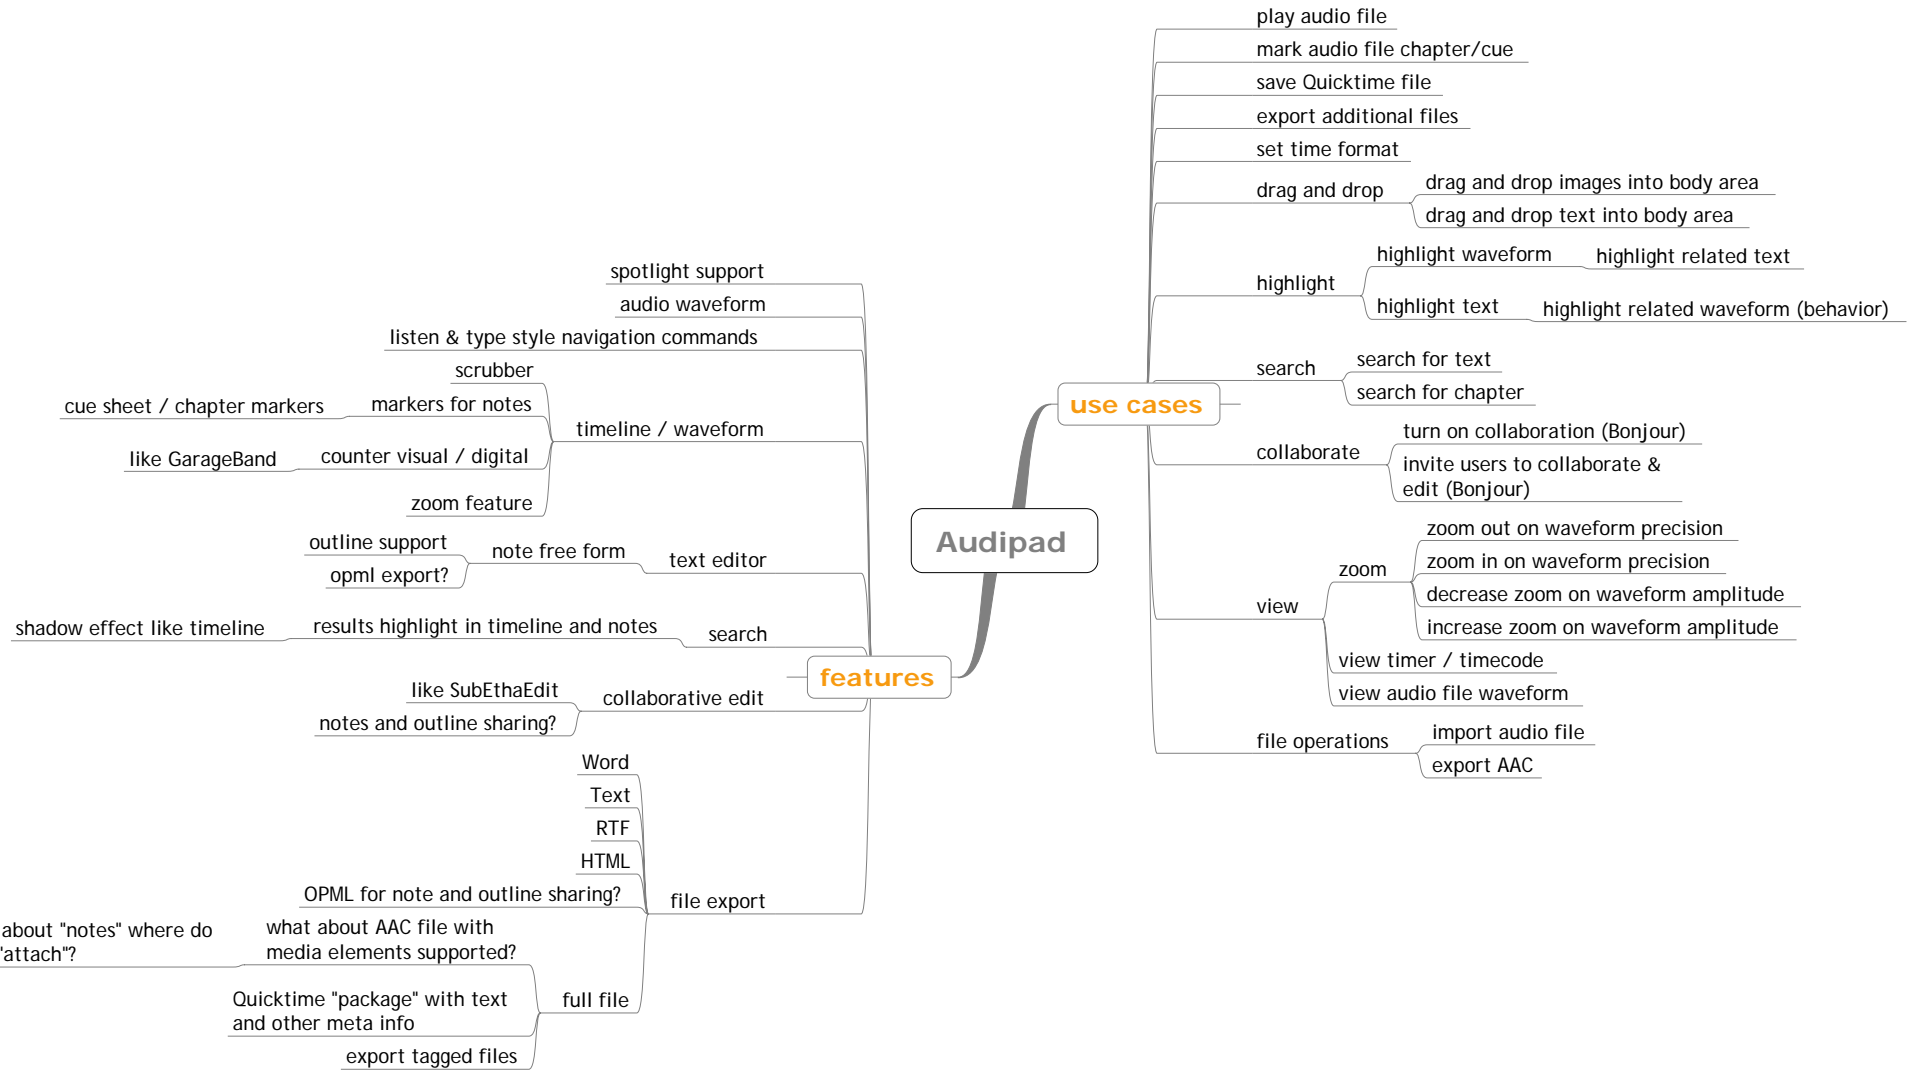 Audipad
use cases
play audio file
mark audio file chapter/cue
save Quicktime file
export additional files
set time format
drag and drop
drag and drop images into body area
drag and drop text into body area
highlight
highlight waveform
highlight related text
highlight text
highlight related waveform (behavior)
search
search for text
search for chapter
collaborate
turn on collaboration (Bonjour)
invite users to collaborate &
edit (Bonjour)
view
zoom
zoom out on waveform precision
zoom in on waveform precision
decrease zoom on waveform amplitude
increase zoom on waveform amplitude
view timer / timecode
view audio file waveform
file operations
import audio file
export AAC
features
spotlight support
audio waveform
listen & type style navigation commands
timeline / waveform
scrubber
markers for notes
cue sheet / chapter markers
counter visual / digital
like GarageBand
zoom feature
text editor
note free form
outline support
opml export?
search
results highlight in timeline and notes
shadow effect like timeline
collaborative edit
like SubEthaEdit
notes and outline sharing?
file export
Word
Text
RTF
HTML
OPML for note and outline sharing?
full file
what about AAC file with
media elements supported?
about "notes" where do
"attach"?
Quicktime "package" with text
and other meta info
export tagged files